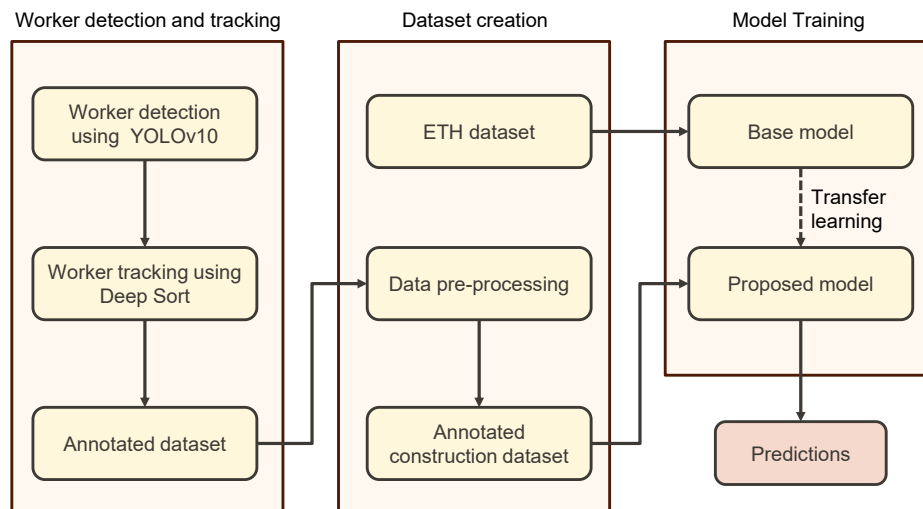 Worker detection and tracking
Dataset creation
Model Training
Worker detection
using YOLOv10
ETH dataset
Base model
Transfer
learning
Worker tracking using
Deep Sort
Data pre-processing
Proposed model
Annotated dataset
Annotated
construction dataset
Predictions